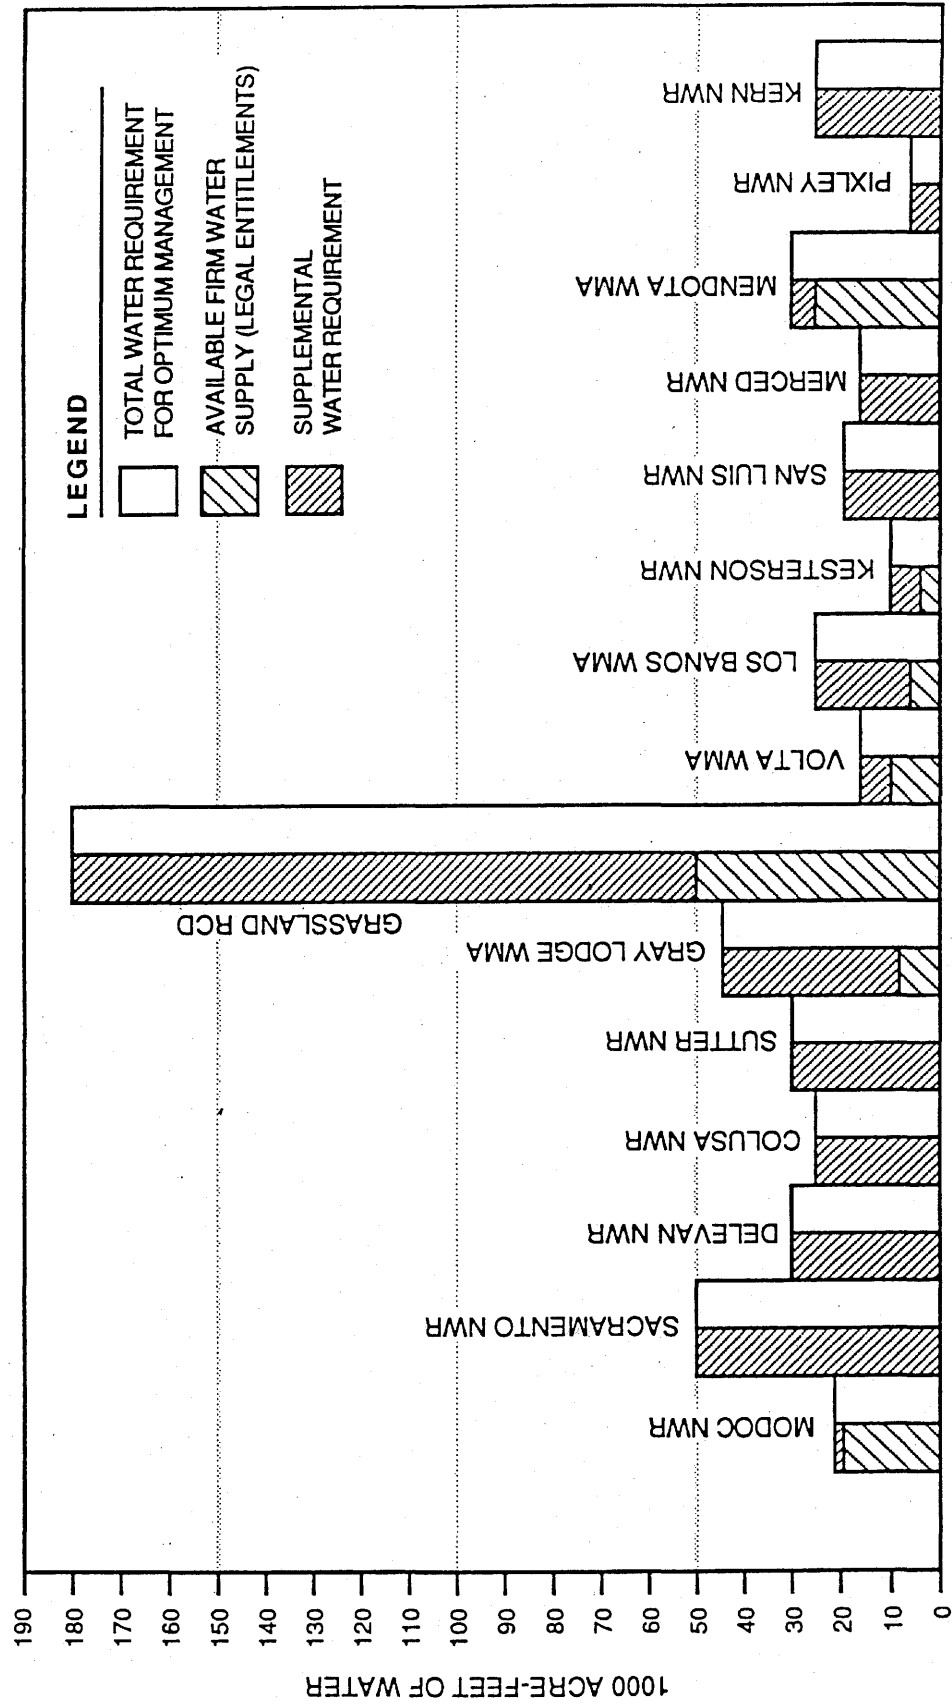 LEGEND
TOTAL WATER REQUIREMENT
FOR OPTIMUM MANAGEMENT
AVAILABLE FIRM WATER
SUPPLY (LEGAL ENTITLEMENTS)
SUPPLEMENTAL
WATER REQUIREMENT
1000 ACRE-FEET OF WATER
190
180
170
160
150
140
130
120
110
100
90
80
70
60
50
40
30
20
10
0
MODOC NWR
SACRAMENTO NWR
DELEVAN NWR
COLUSA NWR
SUTTER NWR
GRAY LODGE WMA
GRASSLAND RCD
VOLTA WMA
LOS BANOS WMA
KESTERSON NWR
SAN LUIS NWR
MERCED NWR
MENDOTA WMA
PIXLEY NWR
KERN NWR